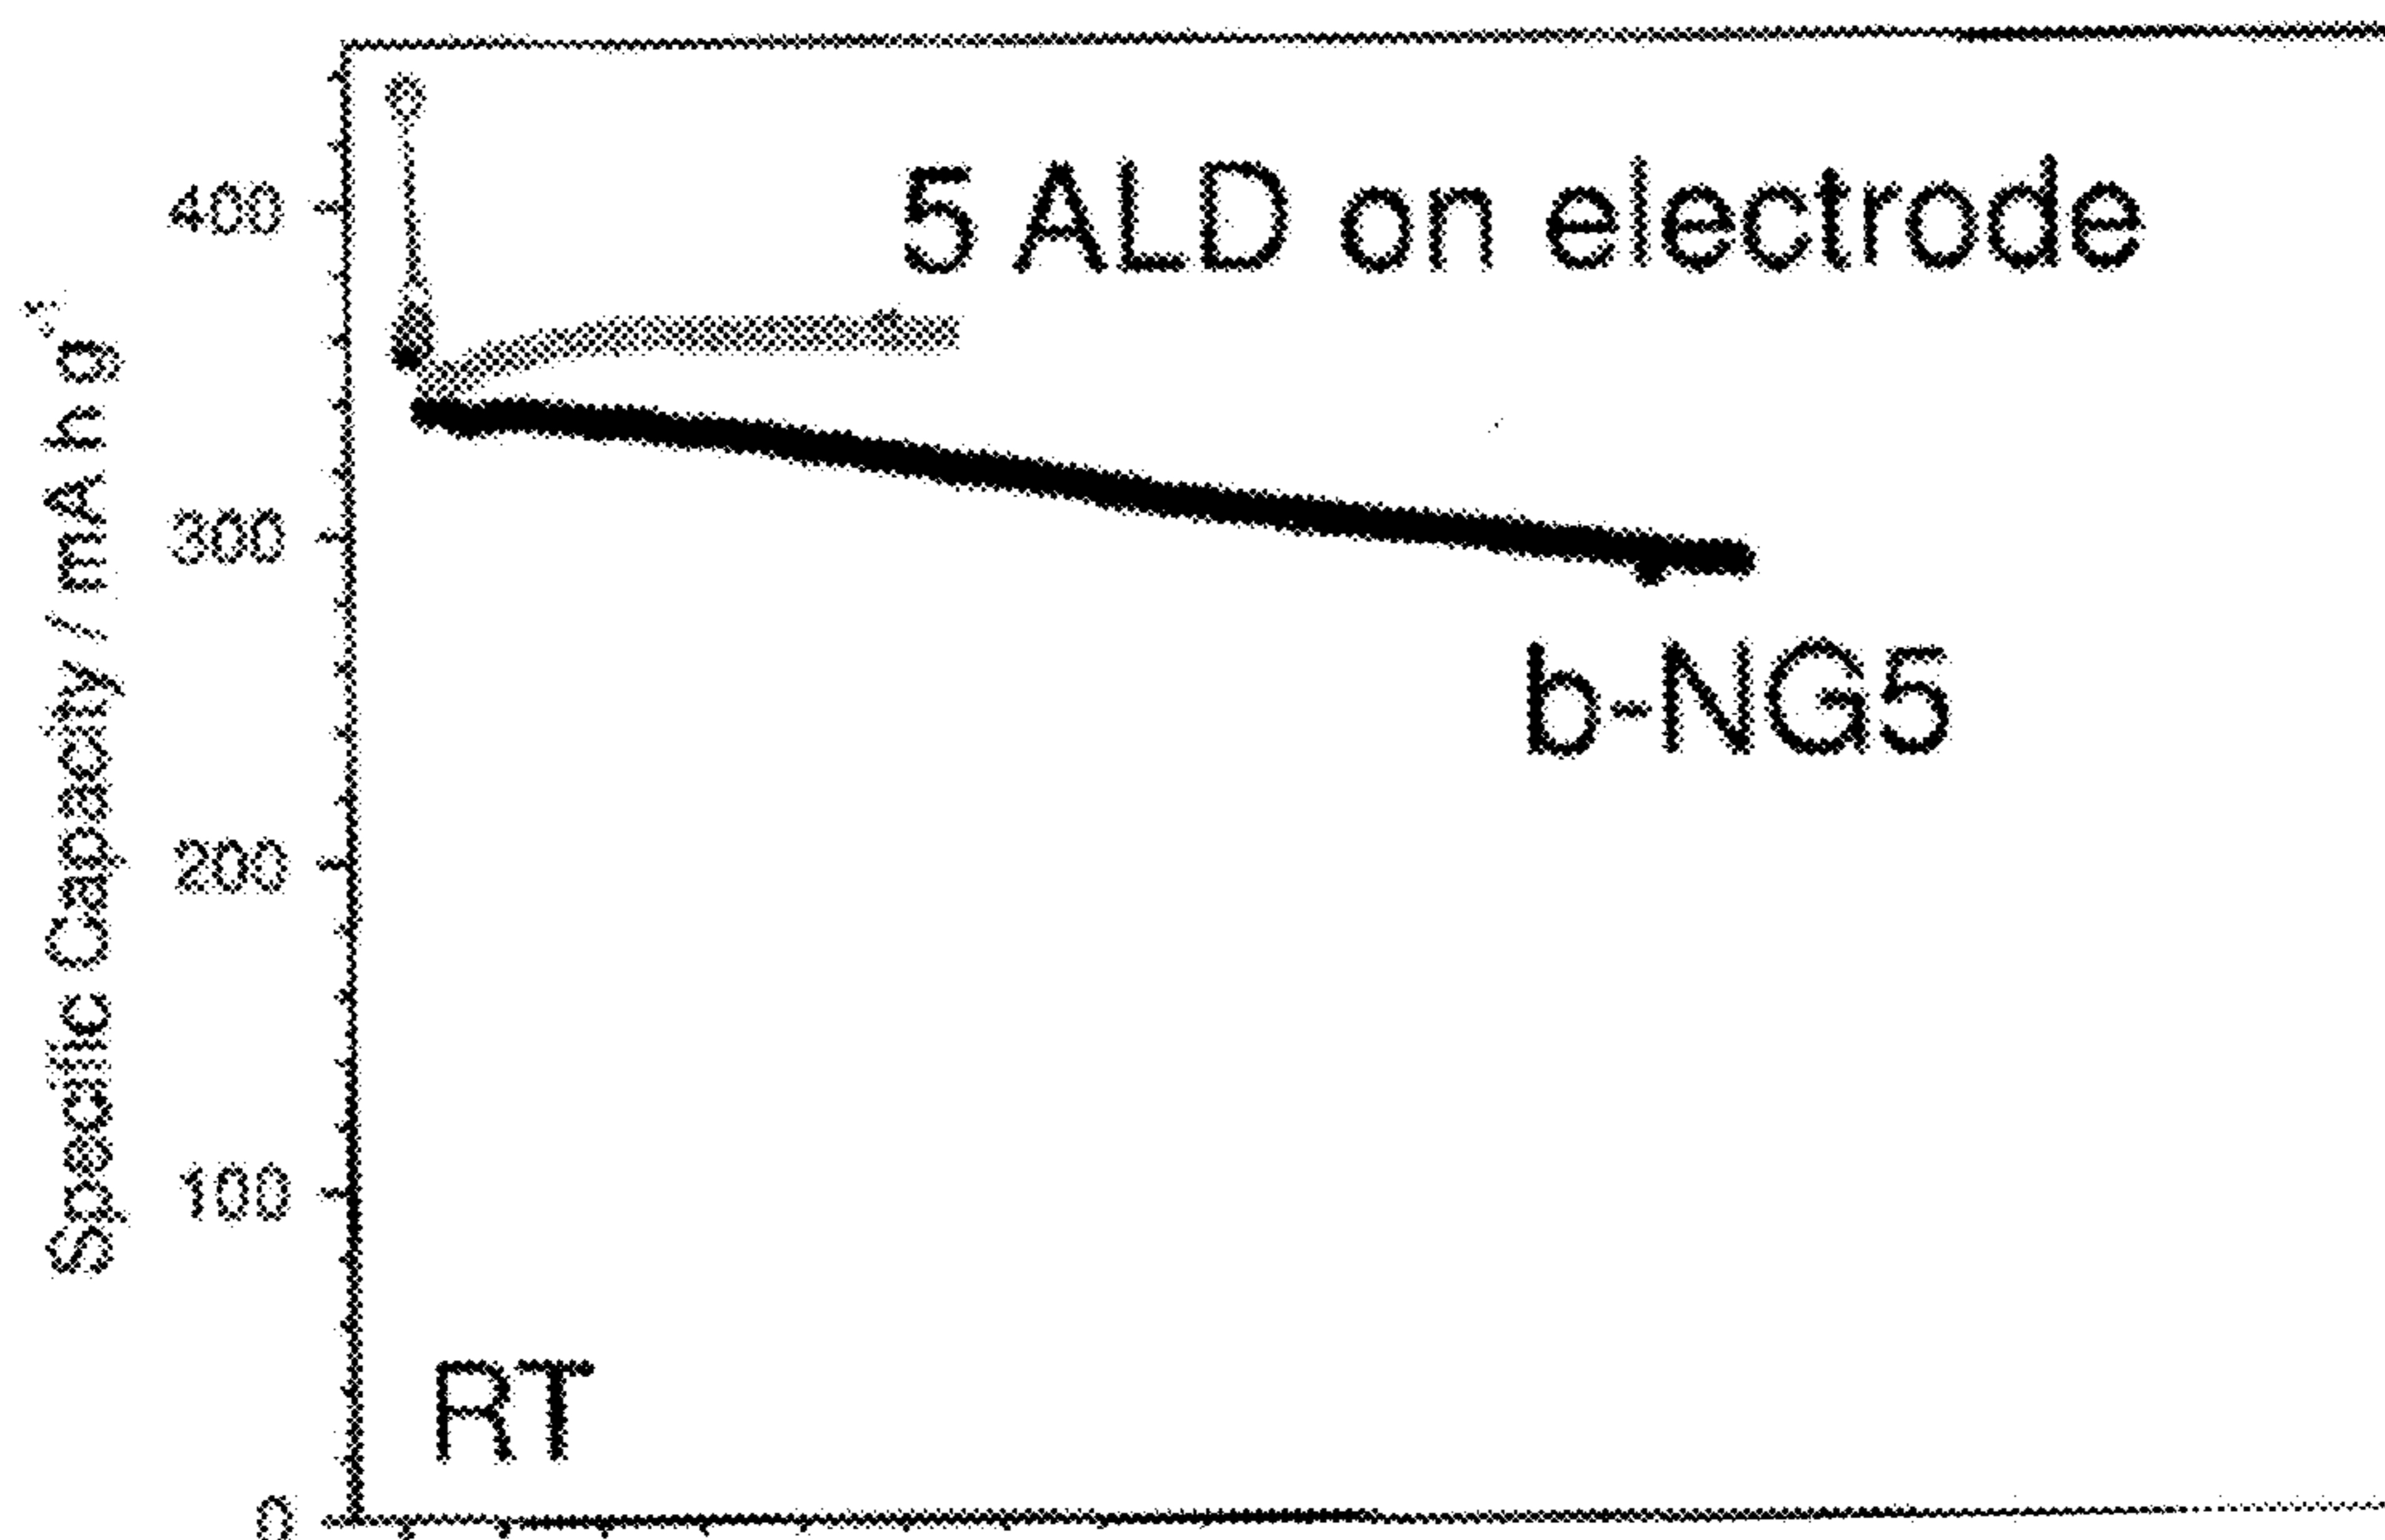 Specific Capacity / mAh g⁻¹
400
300
200
100
0
5 ALD on electrode
b-NG5
RT